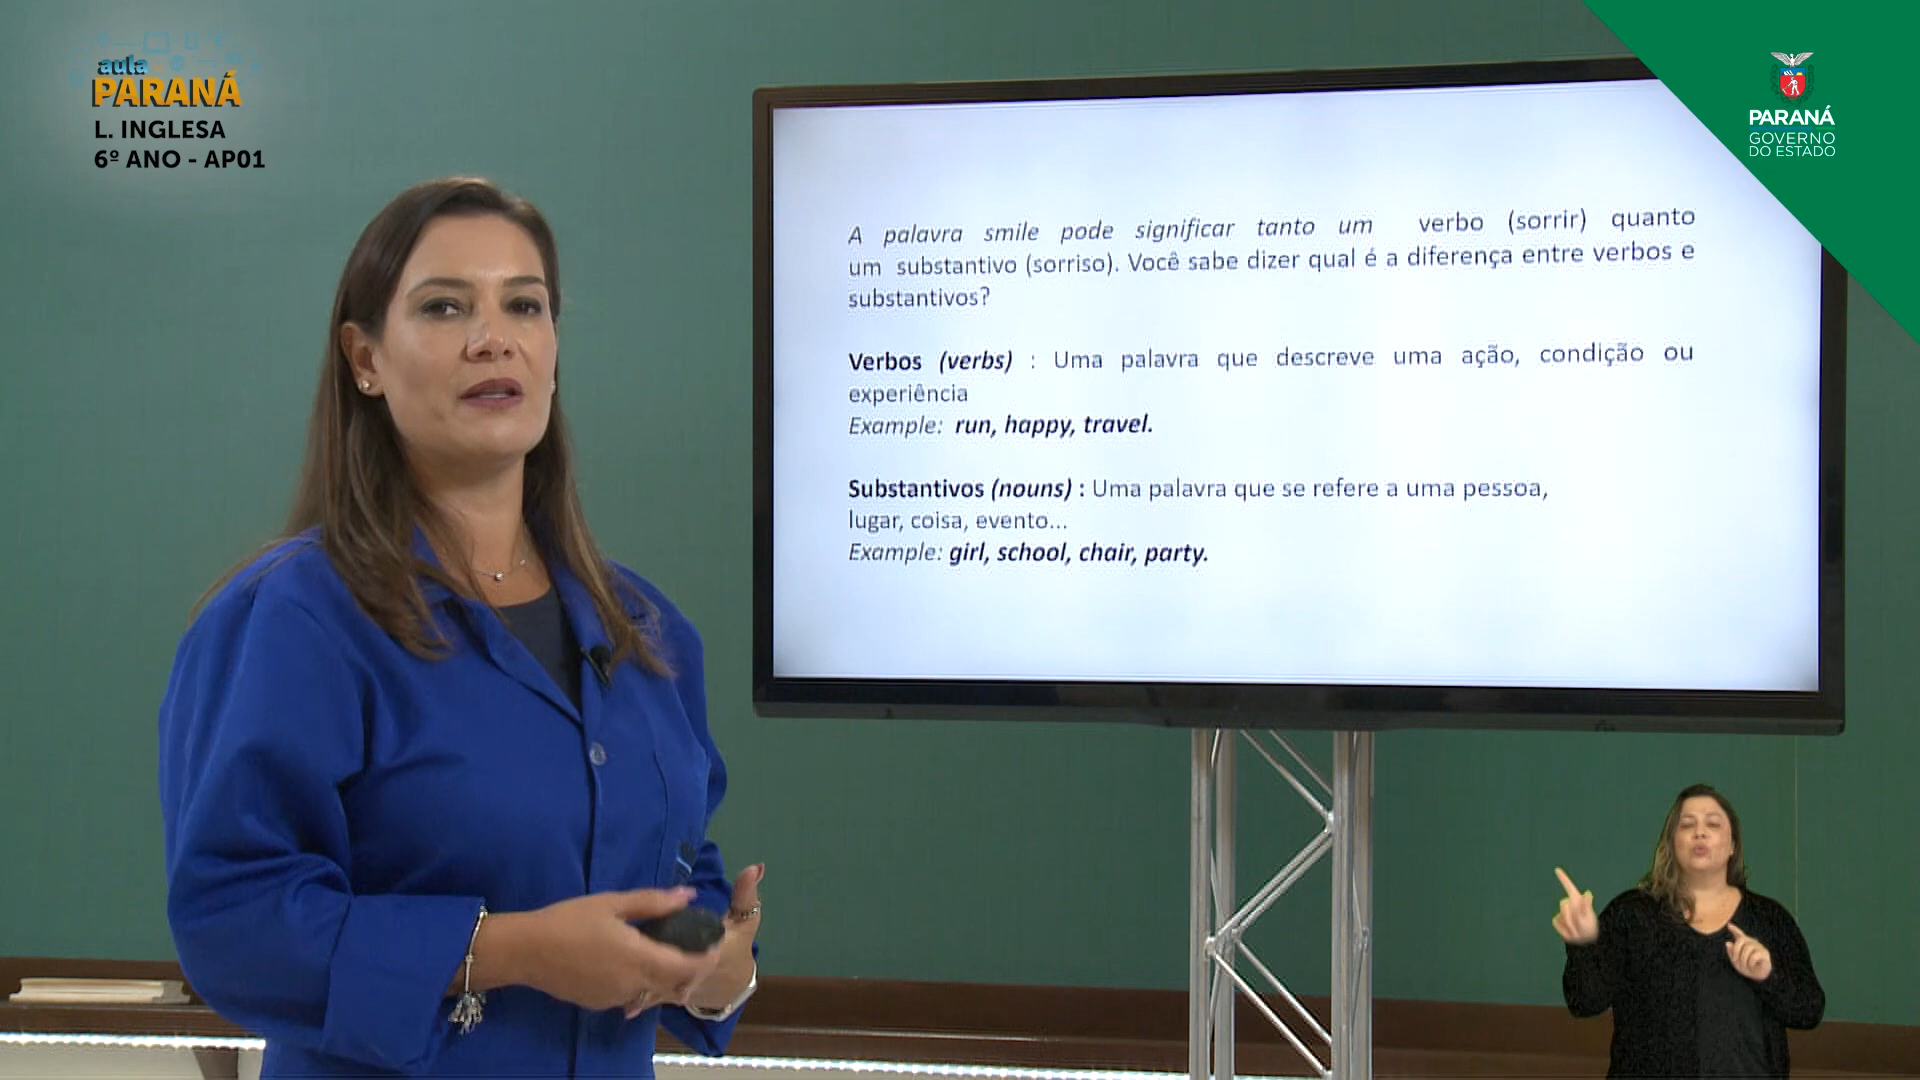 aula
PARANÁ
L. INGLESA
6º ANO - AP01
PARANÁ
GOVERNO
DO ESTADO
A palavra smile pode significar tanto um verbo (sorrir) quanto
um substantivo (sorriso). Você sabe dizer qual é a diferença entre verbos e
substantivos?
Verbos (verbs) : Uma palavra que descreve uma ação, condição ou
experiência
Example: run, happy, travel.
Substantivos (nouns) : Uma palavra que se refere a uma pessoa,
lugar, coisa, evento...
Example: girl, school, chair, party.